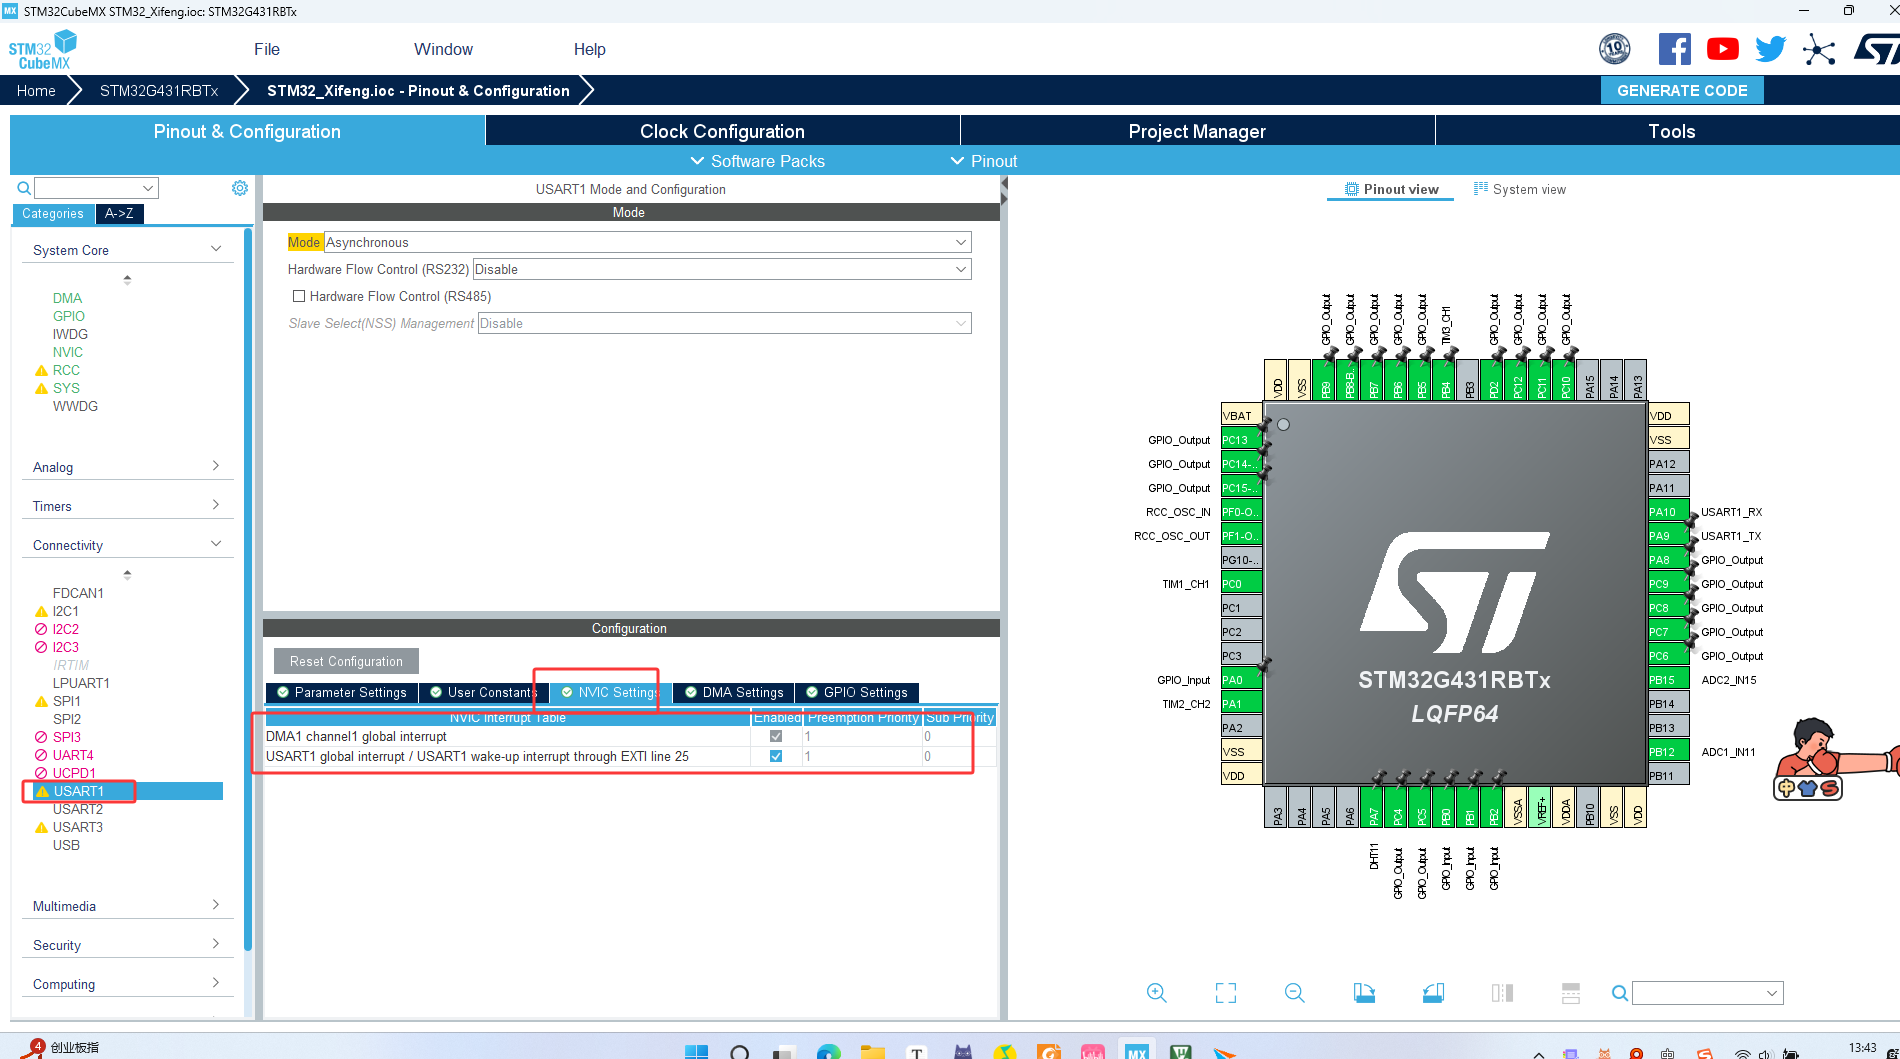 MX STM32CubeMX STM32_Xifeng.ioc: STM32G431RBTx
STM32
CubeMX
File
Window
Help
10
Home
STM32G431RBTx
STM32_Xifeng.ioc - Pinout & Configuration
GENERATE CODE
Pinout & Configuration
Clock Configuration
Project Manager
Tools
Software Packs
Pinout
Categories
A->Z
System Core
DMA
GPIO
IWDG
NVIC
RCC
SYS
WWDG
Analog
Timers
Connectivity
FDCAN1
I2C1
I2C2
I2C3
IRTIM
LPUART1
SPI1
SPI2
SPI3
UART4
UCPD1
USART1
USART2
USART3
USB
Multimedia
Security
Computing
USART1 Mode and Configuration
Mode
Mode Asynchronous
Hardware Flow Control (RS232) Disable
Hardware Flow Control (RS485)
Slave Select(NSS) Management Disable
Configuration
Reset Configuration
Parameter Settings
User Constants
NVIC Settings
DMA Settings
GPIO Settings
NVIC Interrupt Table Enabled Preemption Priority Sub Priority
DMA1 channel1 global interrupt 1 0
USART1 global interrupt / USART1 wake-up interrupt through EXTI line 25 1 0
Pinout view
System view
GPIO_Output
GPIO_Output
GPIO_Output
GPIO_Output
GPIO_Output
TIM3_CH1
GPIO_Output
GPIO_Output
GPIO_Output
GPIO_Output
VDD
VSS
PB9
PB8-B..
PB7
PB6
PB5
PB4
PB3
PD2
PC12
PC11
PC10
PA15
PA14
PA13
VBAT
GPIO_Output PC13
GPIO_Output PC14-..
GPIO_Output PC15-..
RCC_OSC_IN PF0-O..
RCC_OSC_OUT PF1-O..
PG10-..
TIM1_CH1 PC0
PC1
PC2
PC3
GPIO_Input PA0
TIM2_CH2 PA1
PA2
VSS
VDD
STM32G431RBTx
LQFP64
VDD
VSS
PA12
PA11
PA10 USART1_RX
PA9 USART1_TX
PA8 GPIO_Output
PC9 GPIO_Output
PC8 GPIO_Output
PC7 GPIO_Output
PC6 GPIO_Output
PB15 ADC2_IN15
PB14
PB13
PB12 ADC1_IN11
PB11
PA3
PA4
PA5
PA6
PA7
PC4
PC5
PB0
PB1
PB2
VSSA
VREF+
VDDA
PB10
VSS
VDD
DHT11
GPIO_Output
GPIO_Output
GPIO_Input
GPIO_Input
GPIO_Input
中
S
4
创业板指
T
MX
中
S
13:43